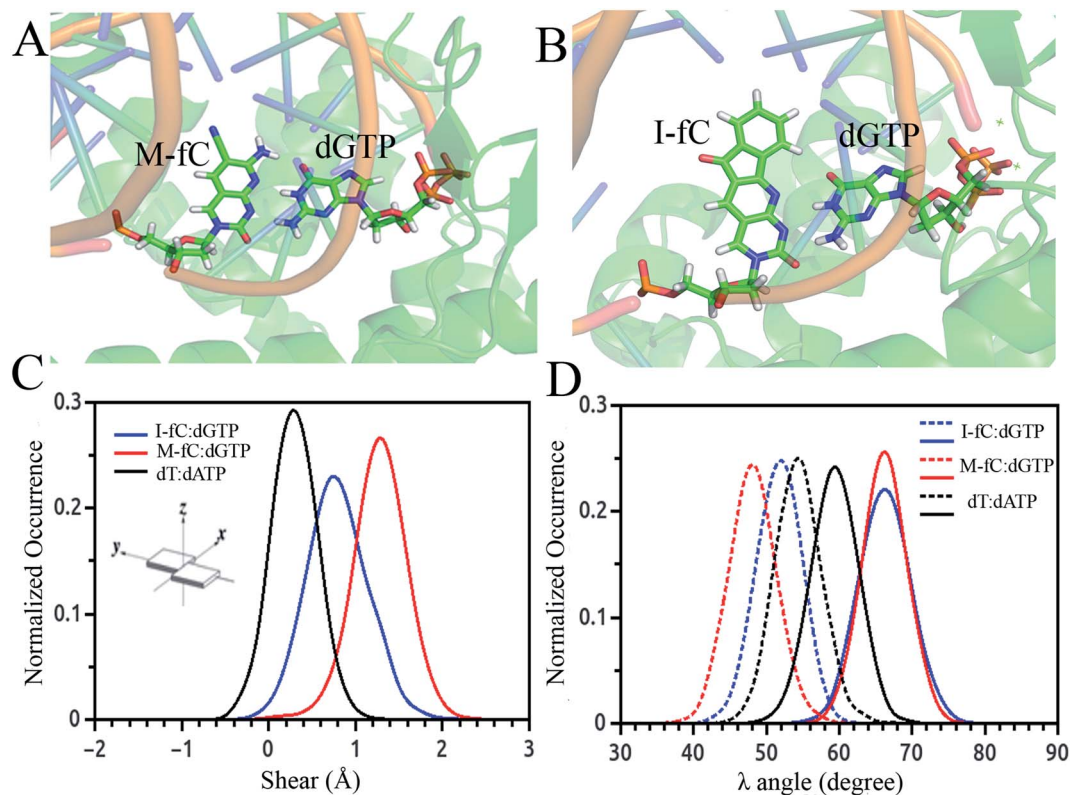 A
M-fC
dGTP
B
I-fC
dGTP
C
0.3
0.2
0.1
0
Normalized Occurrence
I-fC:dGTP
M-fC:dGTP
dT:dATP
z
y
x
−2
−1
0
1
2
3
Shear (Å)
D
0.3
0.2
0.1
0
Normalized Occurrence
I-fC:dGTP
M-fC:dGTP
dT:dATP
30
40
50
60
70
80
90
λ angle (degree)